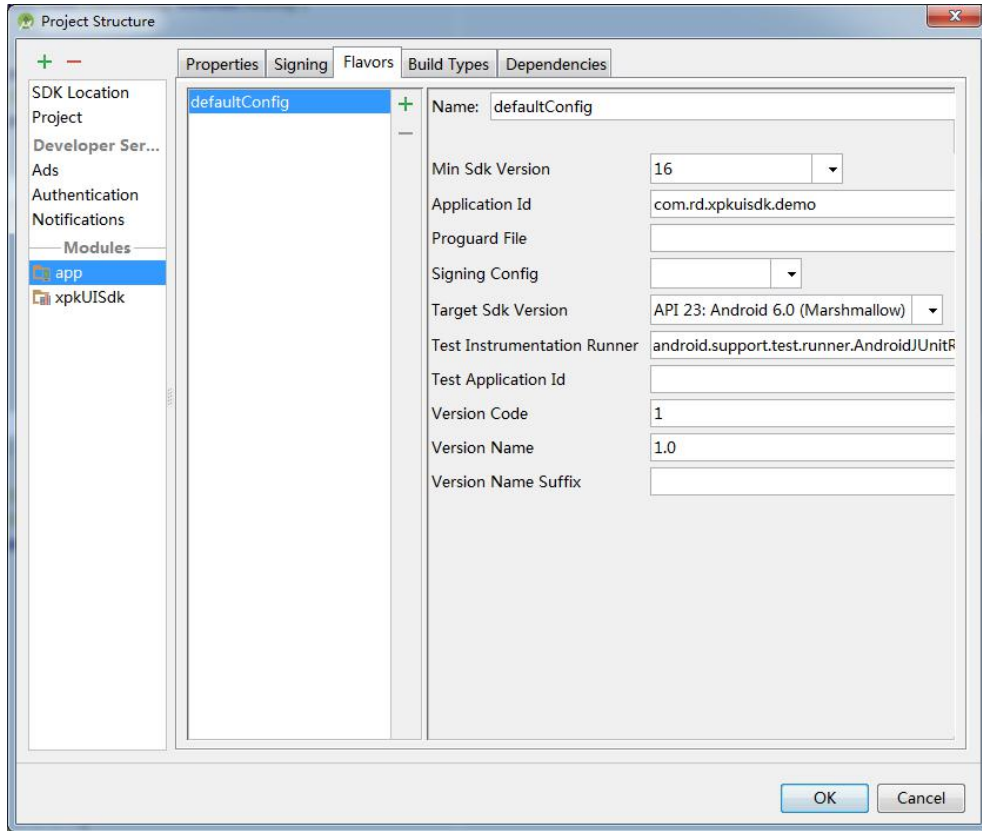 Project Structure
Properties Signing Flavors Build Types Dependencies
SDK Location
Project
Developer Ser...
Ads
Authentication
Notifications
Modules
app
xpkUISdk
defaultConfig
Name: defaultConfig
Min Sdk Version 16
Application Id com.rd.xpkuisdk.demo
Proguard File
Signing Config
Target Sdk Version API 23: Android 6.0 (Marshmallow)
Test Instrumentation Runner android.support.test.runner.AndroidJUnitR
Test Application Id
Version Code 1
Version Name 1.0
Version Name Suffix
OK Cancel